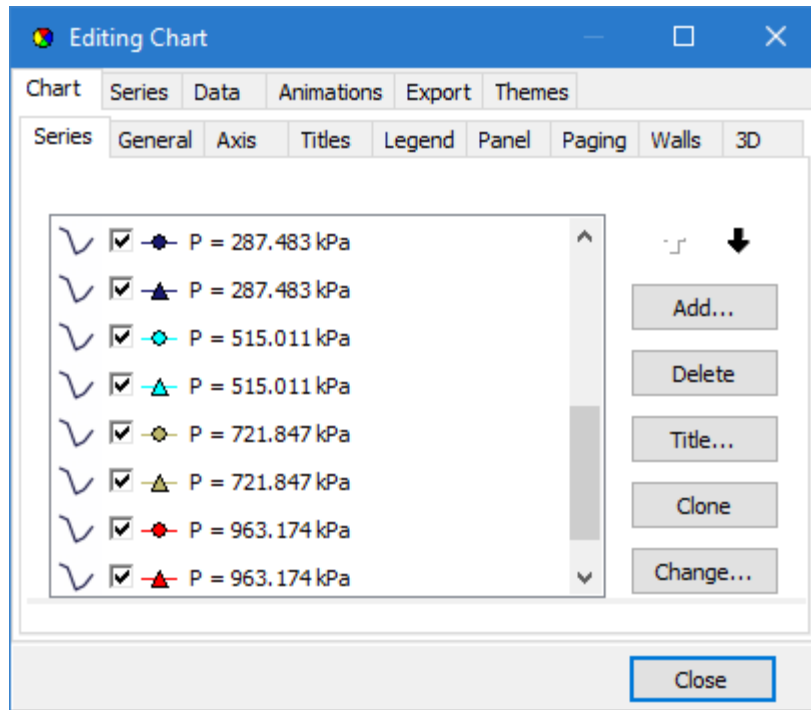 Editing Chart
Chart Series Data Animations Export Themes
Series General Axis Titles Legend Panel Paging Walls 3D
P = 287.483 kPa
P = 287.483 kPa
P = 515.011 kPa
P = 515.011 kPa
P = 721.847 kPa
P = 721.847 kPa
P = 963.174 kPa
P = 963.174 kPa
Add...
Delete
Title...
Clone
Change...
Close